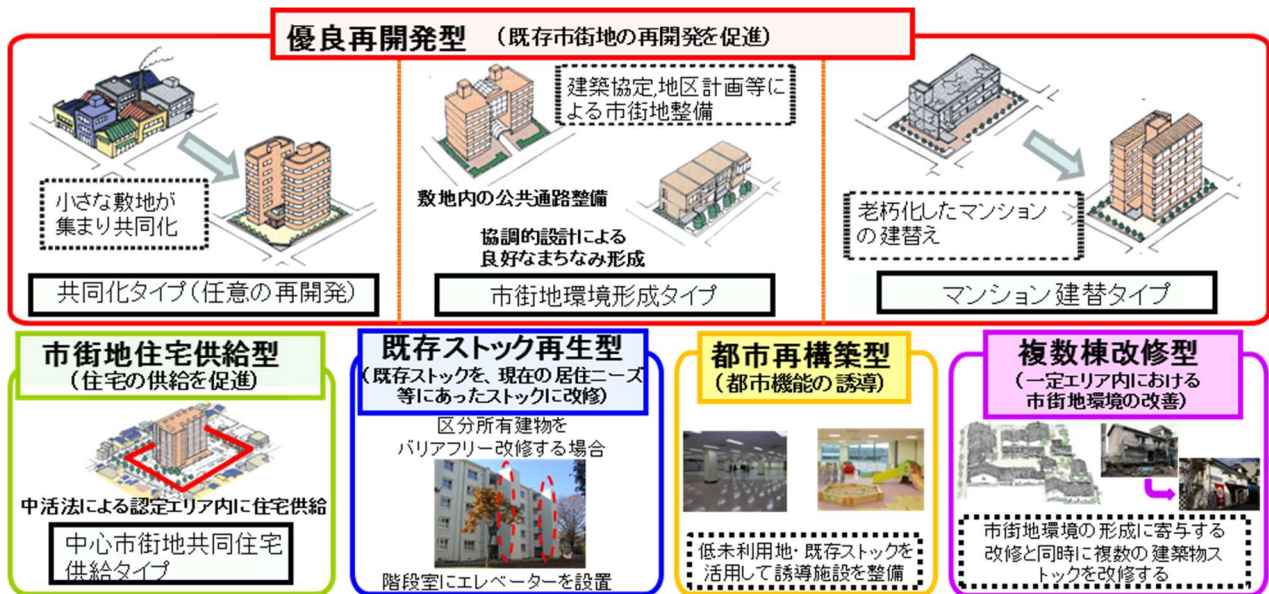 優良再開発型 (既存市街地の再開発を促進)
小さな敷地が
集まり共同化
共同化タイプ(任意の再開発)
建築協定,地区計画等に
よる市街地整備
敷地内の公共通路整備
協調的設計による
良好なまちなみ形成
市街地環境形成タイプ
老朽化したマンション
の建替え
マンション建替タイプ
市街地住宅供給型
(住宅の供給を促進)
中活法による認定エリア内に住宅供給
中心市街地共同住宅
供給タイプ
既存ストック再生型
(既存ストックを、現在の居住ニーズ
等にあったストックに改修)
区分所有建物を
バリアフリー改修する場合
階段室にエレベーターを設置
都市再構築型
(都市機能の誘導)
低未利用地・既存ストックを
活用して誘導施設を整備
複数棟改修型
(一定エリア内における
市街地環境の改善)
市街地環境の形成に寄与する
改修と同時に複数の建築物ス
トックを改修する